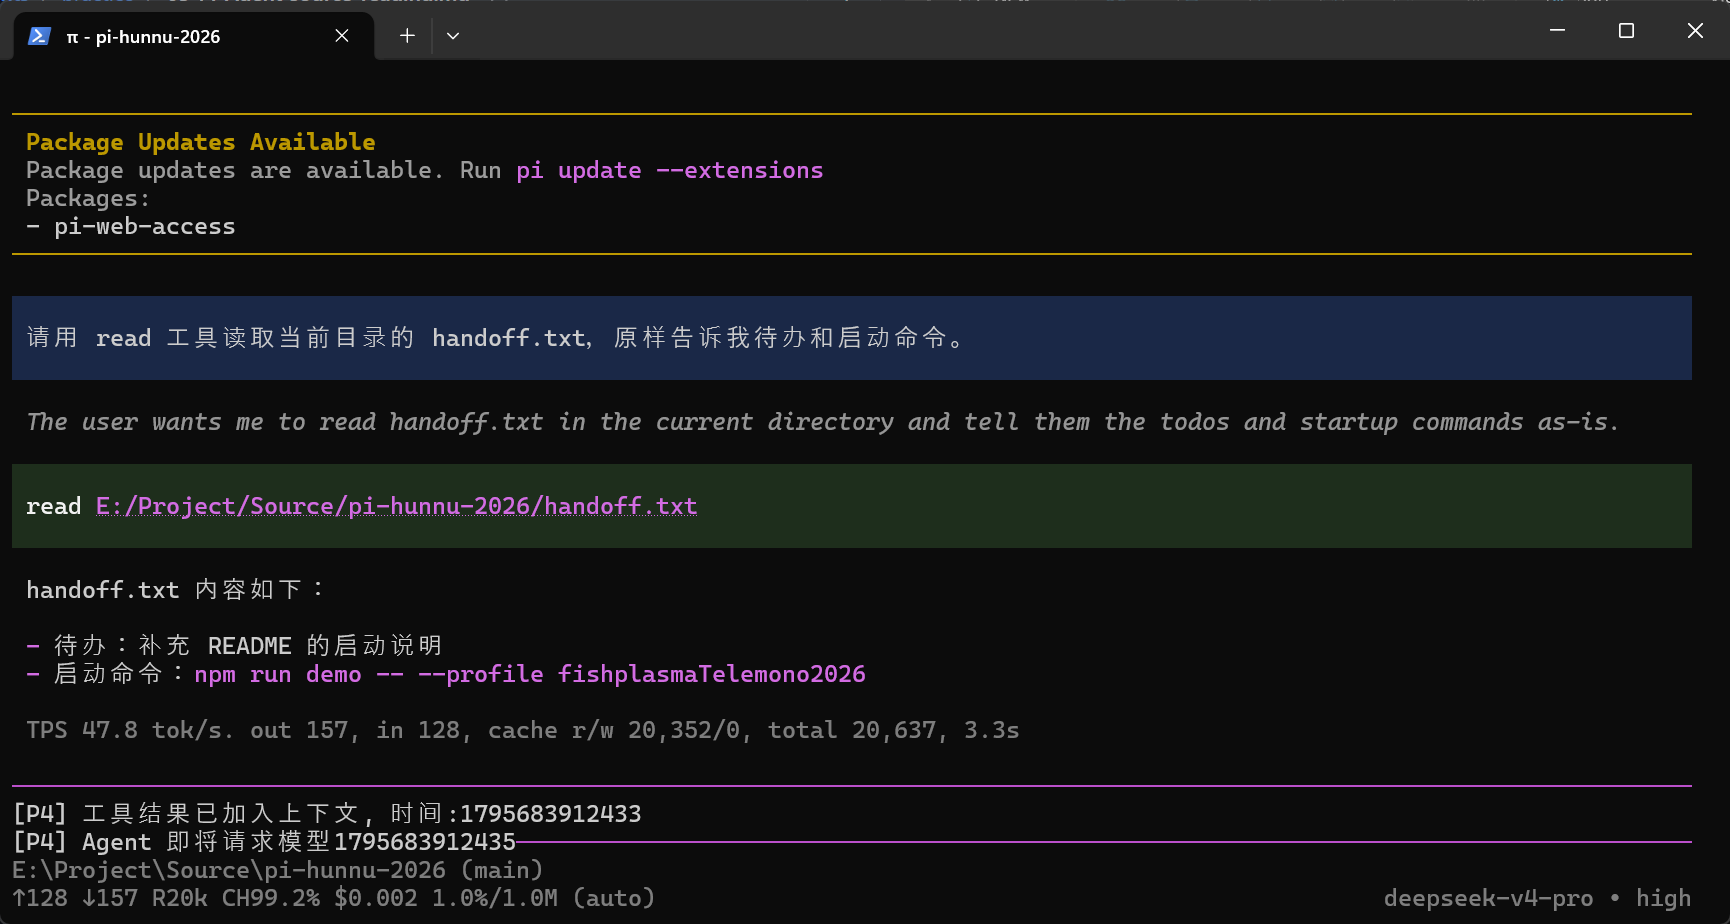 π - pi-hunnu-2026
Package Updates Available
Package updates are available. Run pi update --extensions
Packages:
- pi-web-access
请用 read 工具读取当前目录的 handoff.txt, 原样告诉我待办和启动命令。
The user wants me to read handoff.txt in the current directory and tell them the todos and startup commands as-is.
read E:/Project/Source/pi-hunnu-2026/handoff.txt
handoff.txt 内容如下：
- 待办：补充 README 的启动说明
- 启动命令：npm run demo -- --profile fishplasmaTelemono2026
TPS 47.8 tok/s. out 157, in 128, cache r/w 20,352/0, total 20,637, 3.3s
[P4] 工具结果已加入上下文, 时间:1795683912433
[P4] Agent 即将请求模型1795683912435
E:\Project\Source\pi-hunnu-2026 (main)
↑128 ↓157 R20k CH99.2% $0.002 1.0%/1.0M (auto) deepseek-v4-pro • high